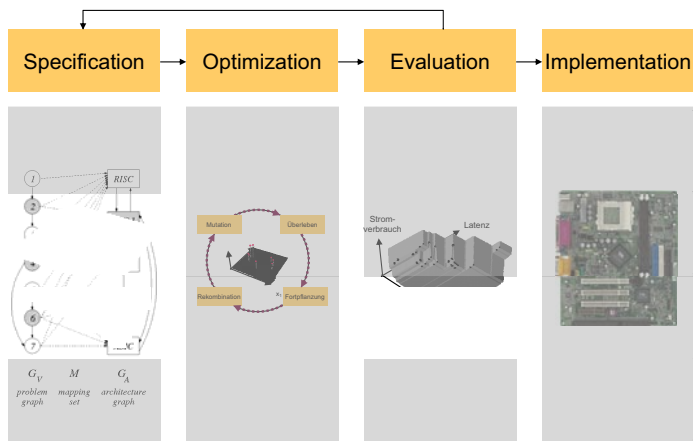 Specification
Optimization
Evaluation
Implementation
1
RISC
2
6
7
G_V M G_A
problem mapping architecture
graph set graph
Mutation
Überleben
Rekombination
x₁
Fortpflanzung
Strom-
verbrauch
Latenz